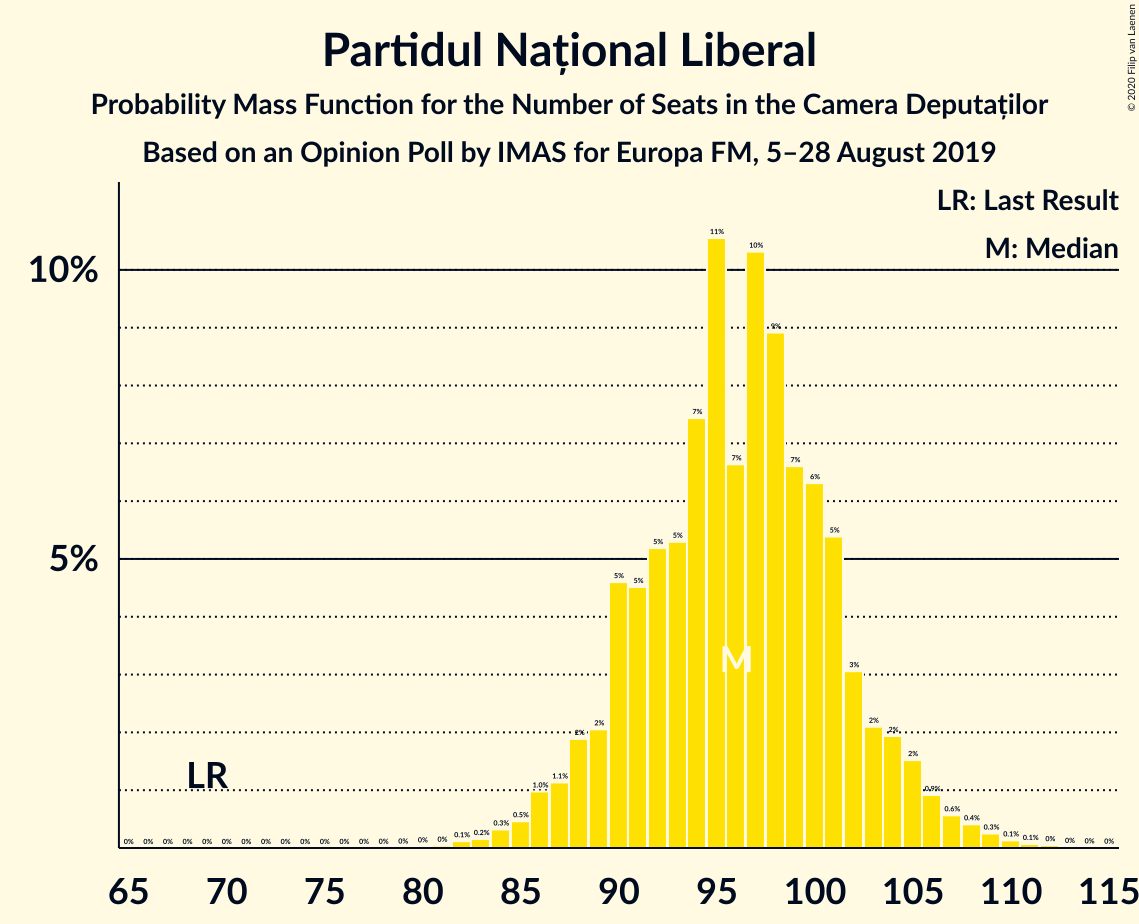 Partidul Național Liberal
Probability Mass Function for the Number of Seats in the Camera Deputaților
Based on an Opinion Poll by IMAS for Europa FM, 5–28 August 2019
© 2020 Filip van Laenen
LR: Last Result
M: Median
10%
5%
LR
M
0% 0% 0% 0% 0% 0% 0% 0% 0% 0% 0% 0% 0% 0% 0% 0% 0% 0.1% 0.2% 0.3% 0.5% 1.0% 1.1% 2% 2% 5% 5% 5% 5% 7% 11% 7% 10% 9% 7% 6% 5% 3% 2% 2% 2% 0.9% 0.6% 0.4% 0.3% 0.1% 0.1% 0% 0% 0% 0%
65 70 75 80 85 90 95 100 105 110 115